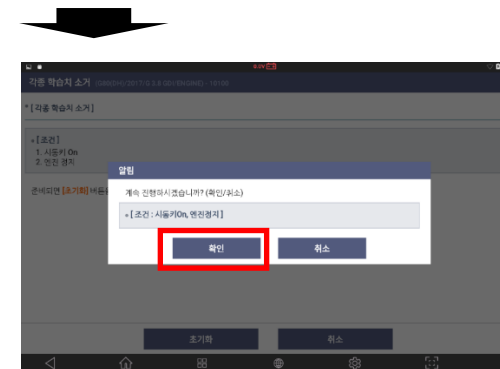 각종 학습치 소거
* [각종 학습치 소거]
∘[조건]
1. 시동키 On
2. 엔진 정지
준비되면 [초기화] 버튼을
알림
계속 진행하시겠습니까? (확인/취소)
∘[조건 : 시동키On, 엔진정지]
확인 취소
초기화 취소